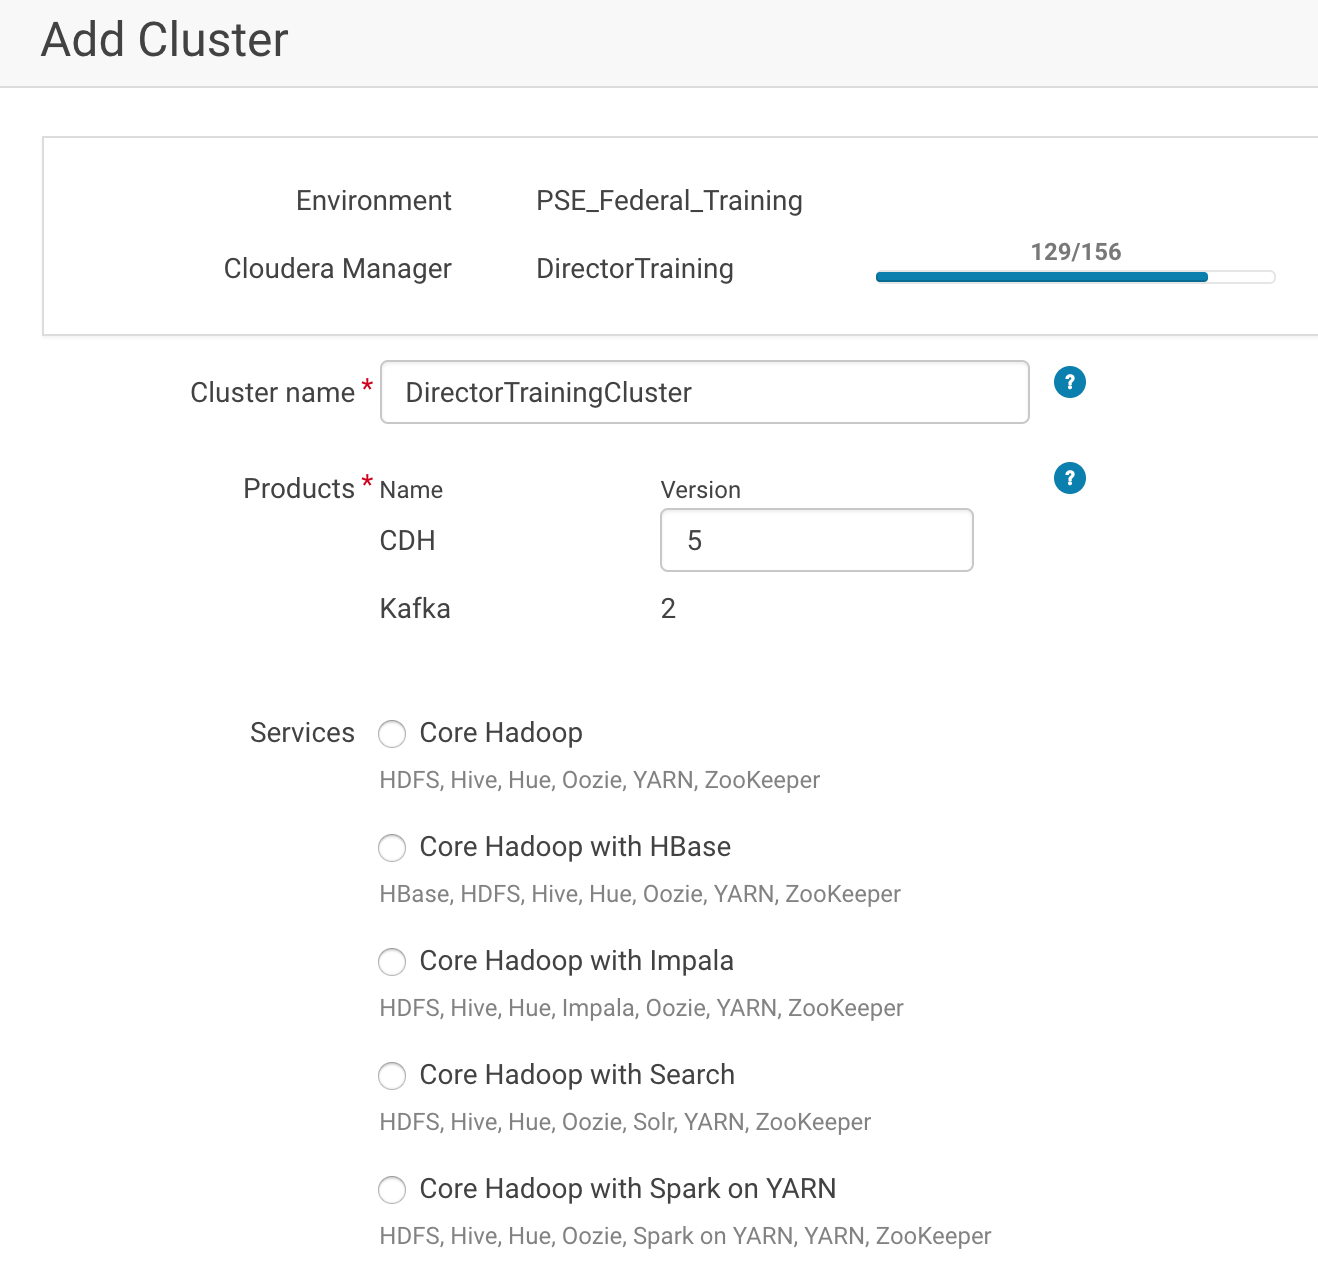 Add Cluster
Environment PSE_Federal_Training
129/156
Cloudera Manager DirectorTraining
Cluster name * DirectorTrainingCluster ?
Products * Name Version ?
CDH 5
Kafka 2
Services Core Hadoop
HDFS, Hive, Hue, Oozie, YARN, ZooKeeper
Core Hadoop with HBase
HBase, HDFS, Hive, Hue, Oozie, YARN, ZooKeeper
Core Hadoop with Impala
HDFS, Hive, Hue, Impala, Oozie, YARN, ZooKeeper
Core Hadoop with Search
HDFS, Hive, Hue, Oozie, Solr, YARN, ZooKeeper
Core Hadoop with Spark on YARN
HDFS, Hive, Hue, Oozie, Spark on YARN, YARN, ZooKeeper